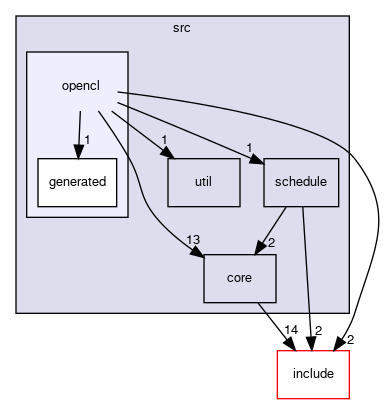 src
opencl
1
1
1
generated
util
schedule
13
2
core
14
2
2
include